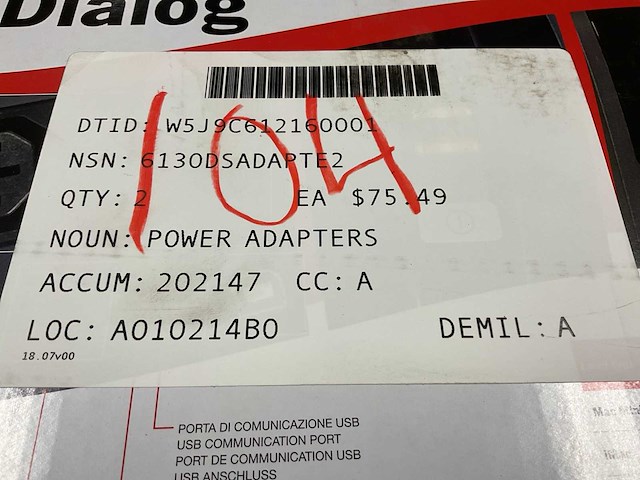 Dialog
104
DTID: W5J9C612160001
NSN: 6130DSADAPTE2
QTY: 2 EA $75.49
NOUN: POWER ADAPTERS
ACCUM: 202147 CC: A
LOC: A010214B0 DEMIL: A
18.07v00
PORTA DI COMUNICAZIONE USB
USB COMMUNICATION PORT
PORT DE COMMUNICATION USB
USB ANSCHLUSS